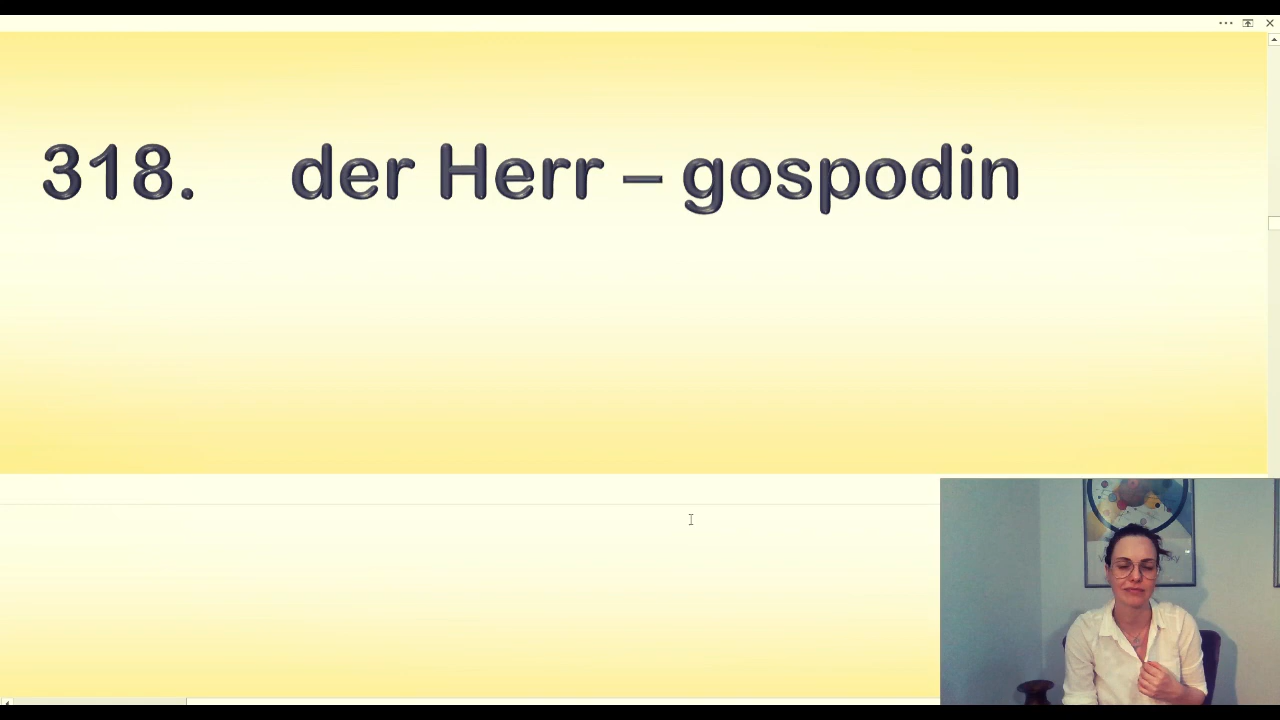 318. der Herr – gospodin